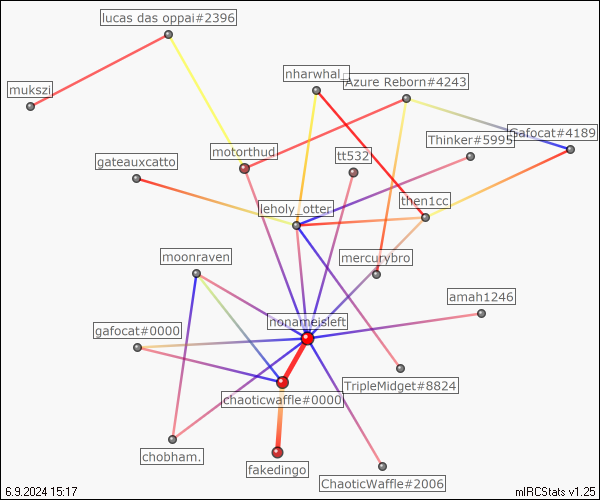 lucas das oppai#2396
nharwhal_
Azure Reborn#4243
mukszi
Thinker#5995
Gafocat#4189
motorthud
tt532
gateauxcatto
leholy_otter
then1cc
moonraven
mercurybro
amah1246
nonameisleft
gafocat#0000
TripleMidget#8824
chaoticwaffle#0000
chobham.
fakedingo
ChaoticWaffle#2006
6.9.2024 15:17
mIRCStats v1.25